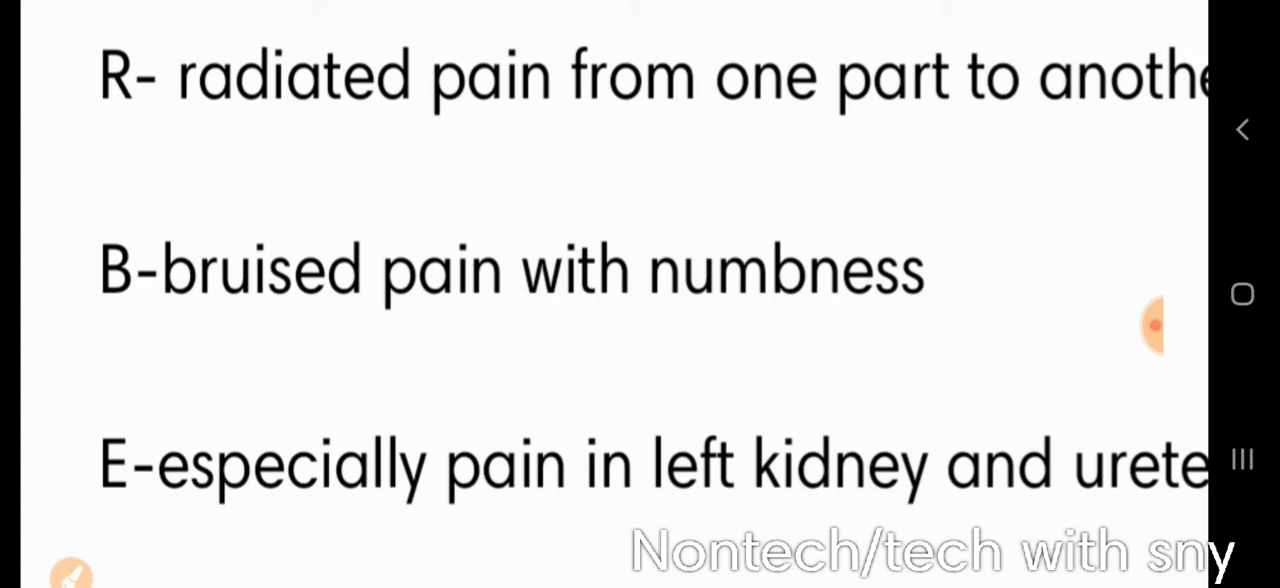 R- radiated pain from one part to anothe
B-bruised pain with numbness
E-especially pain in left kidney and urete
Nontech/tech with sny